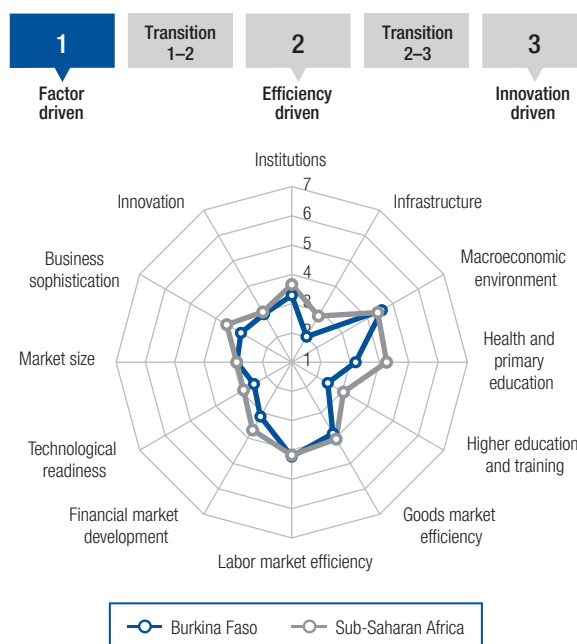 1
Transition
1–2
2
Transition
2–3
3
Factor
driven
Efficiency
driven
Innovation
driven
Institutions
Infrastructure
Macroeconomic
environment
Health and
primary
education
Higher education
and training
Goods market
efficiency
Labor market efficiency
Financial market
development
Technological
readiness
Market size
Business
sophistication
Innovation
7
6
5
4
3
2
1
Burkina Faso
Sub-Saharan Africa